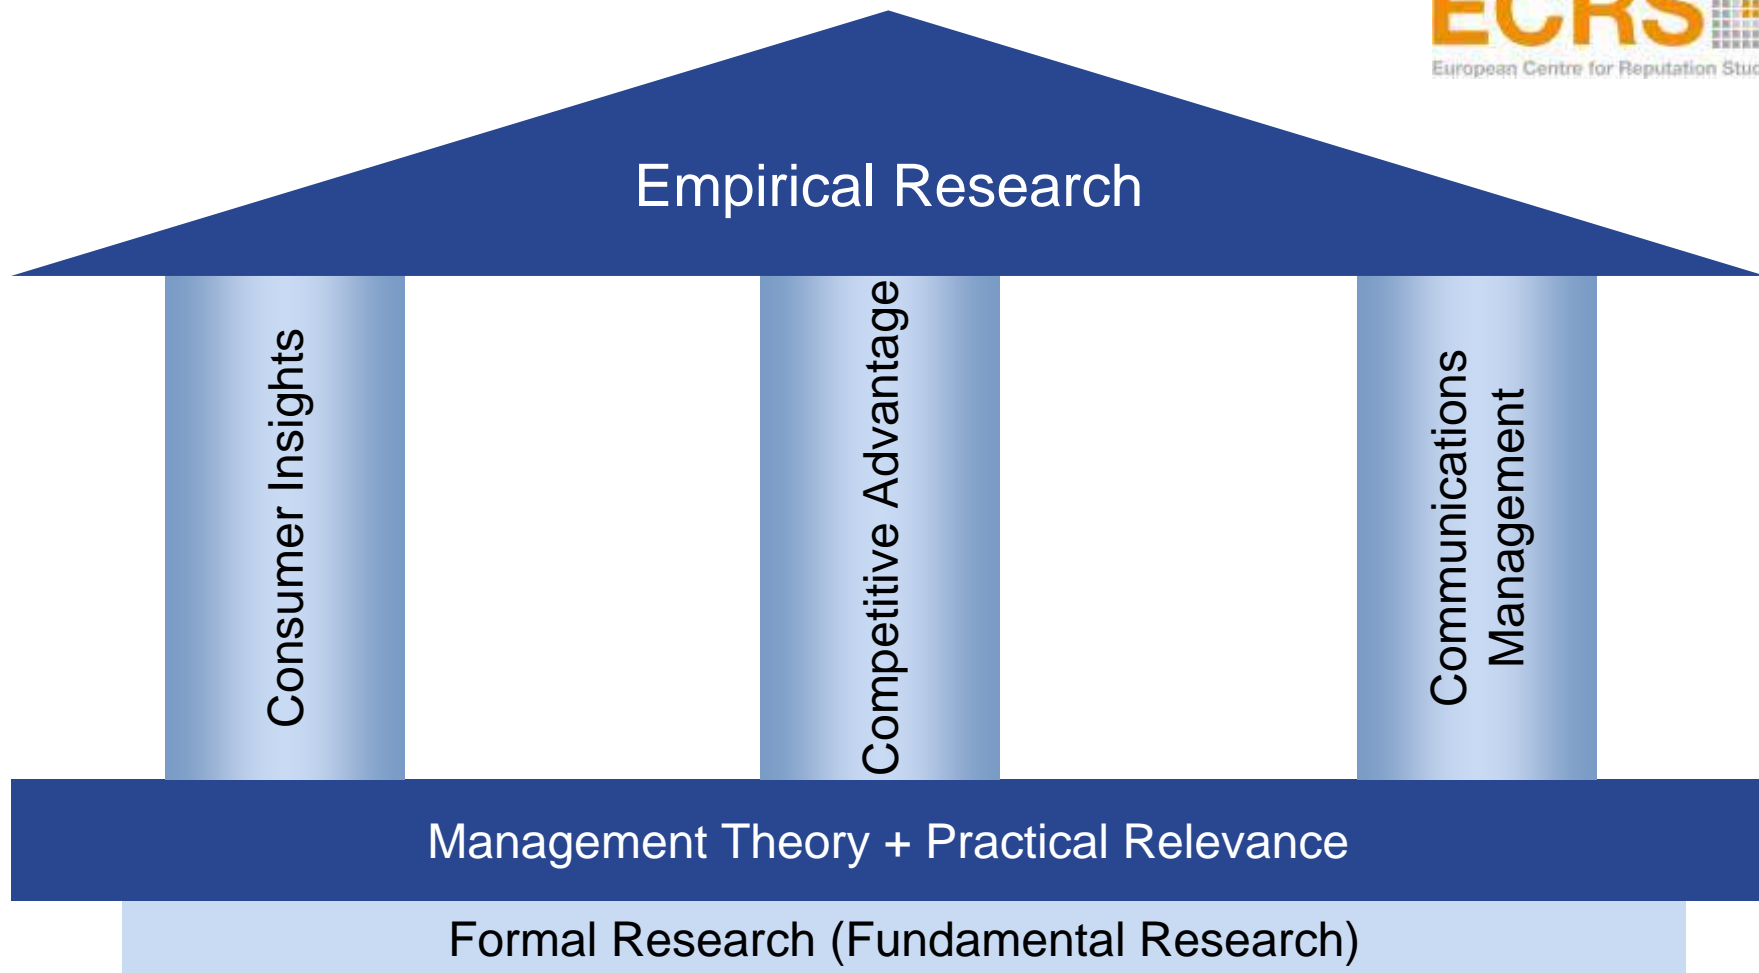 ECRS
European Centre for Reputation
Empirical Research
Consumer Insights
Competitive Advantage
Communications
Management
Management Theory + Practical Relevance
Formal Research (Fundamental Research)